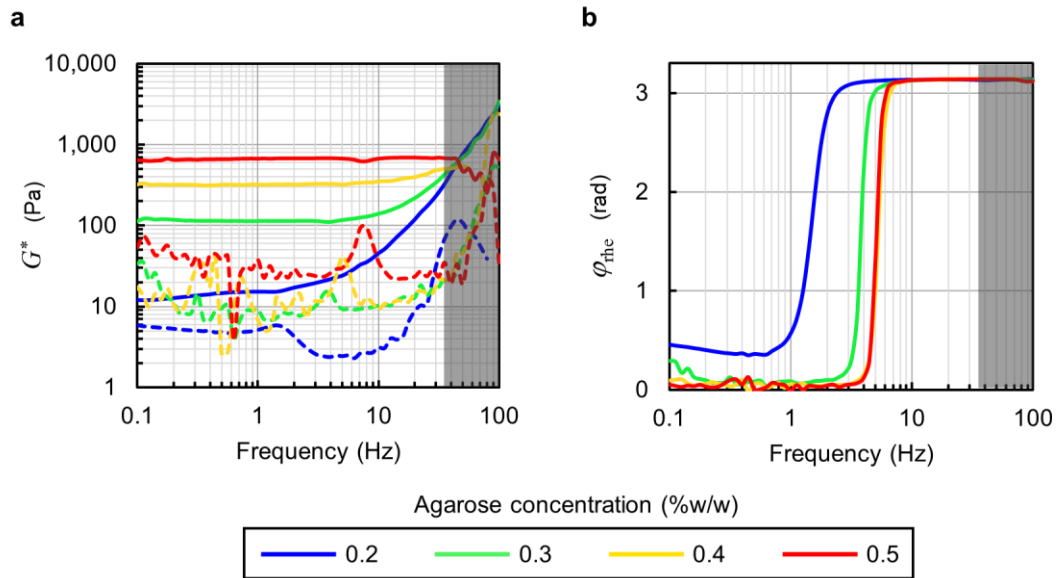 a
b
10,000
1,000
100
10
1
G* (Pa)
0.1 1 10 100
Frequency (Hz)
3
2
1
0
φrhe (rad)
0.1 1 10 100
Frequency (Hz)
Agarose concentration (%w/w)
0.2 0.3 0.4 0.5